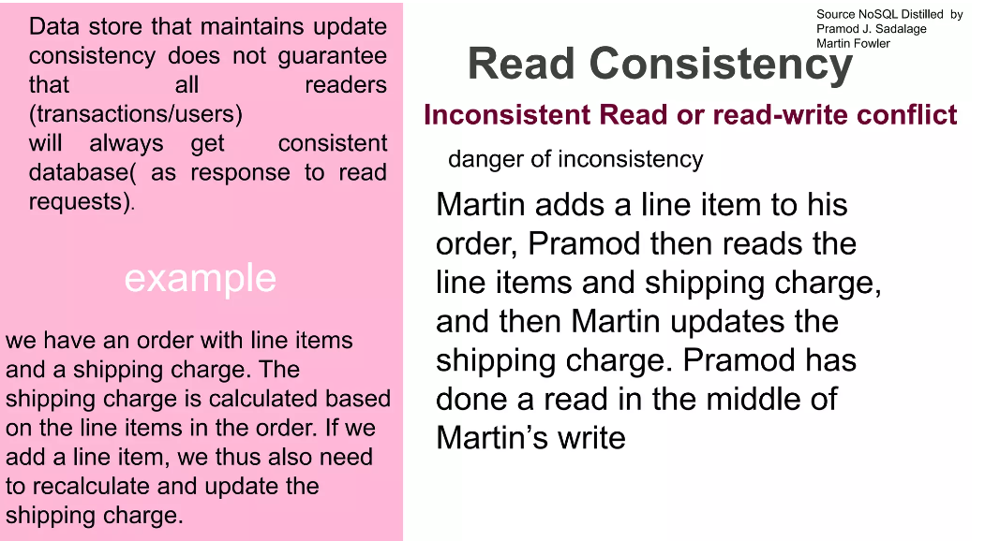 Data store that maintains update
consistency does not guarantee
that all readers
(transactions/users)
will always get consistent
database( as response to read
requests).
example
we have an order with line items
and a shipping charge. The
shipping charge is calculated based
on the line items in the order. If we
add a line item, we thus also need
to recalculate and update the
shipping charge.
Source NoSQL Distilled by
Pramod J. Sadalage
Martin Fowler
Read Consistency
Inconsistent Read or read-write conflict
danger of inconsistency
Martin adds a line item to his
order, Pramod then reads the
line items and shipping charge,
and then Martin updates the
shipping charge. Pramod has
done a read in the middle of
Martin’s write